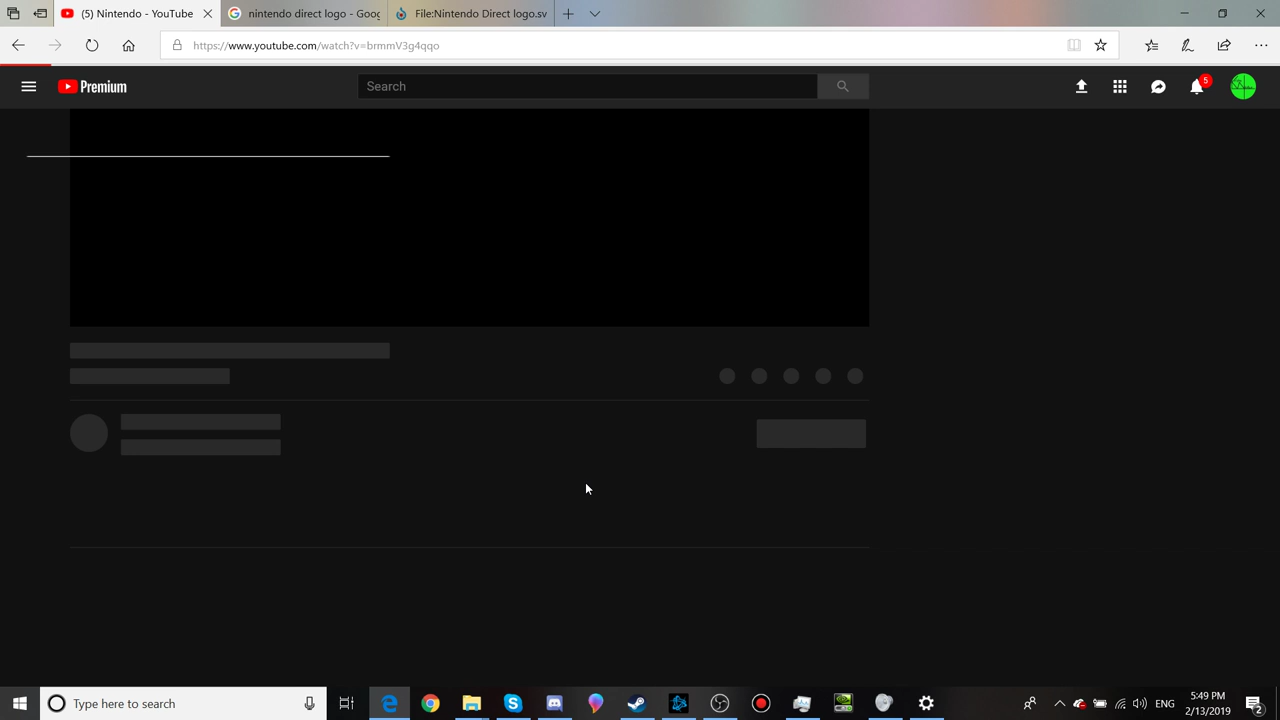 (5) Nintendo - YouTube
nintendo direct logo - Goog
File:Nintendo Direct logo.sv
https://www.youtube.com/watch?v=brmmV3g4qqo
Premium
Search
5
Type here to search
ENG
5:49 PM
2/13/2019
2